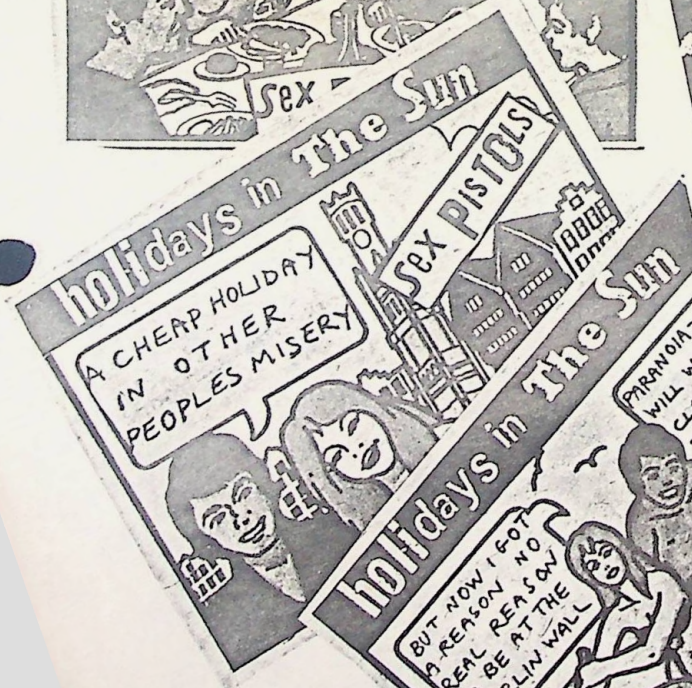 Sex
holidays in The Sun
Sex PISTOLS
A CHEAP HOLIDAY
IN OTHER
PEOPLES MISERY
holidays in The Sun
PARANOIA
WILL
BUT NOW I GOT
A REASON NO
REAL REASON
BE AT THE
WALL